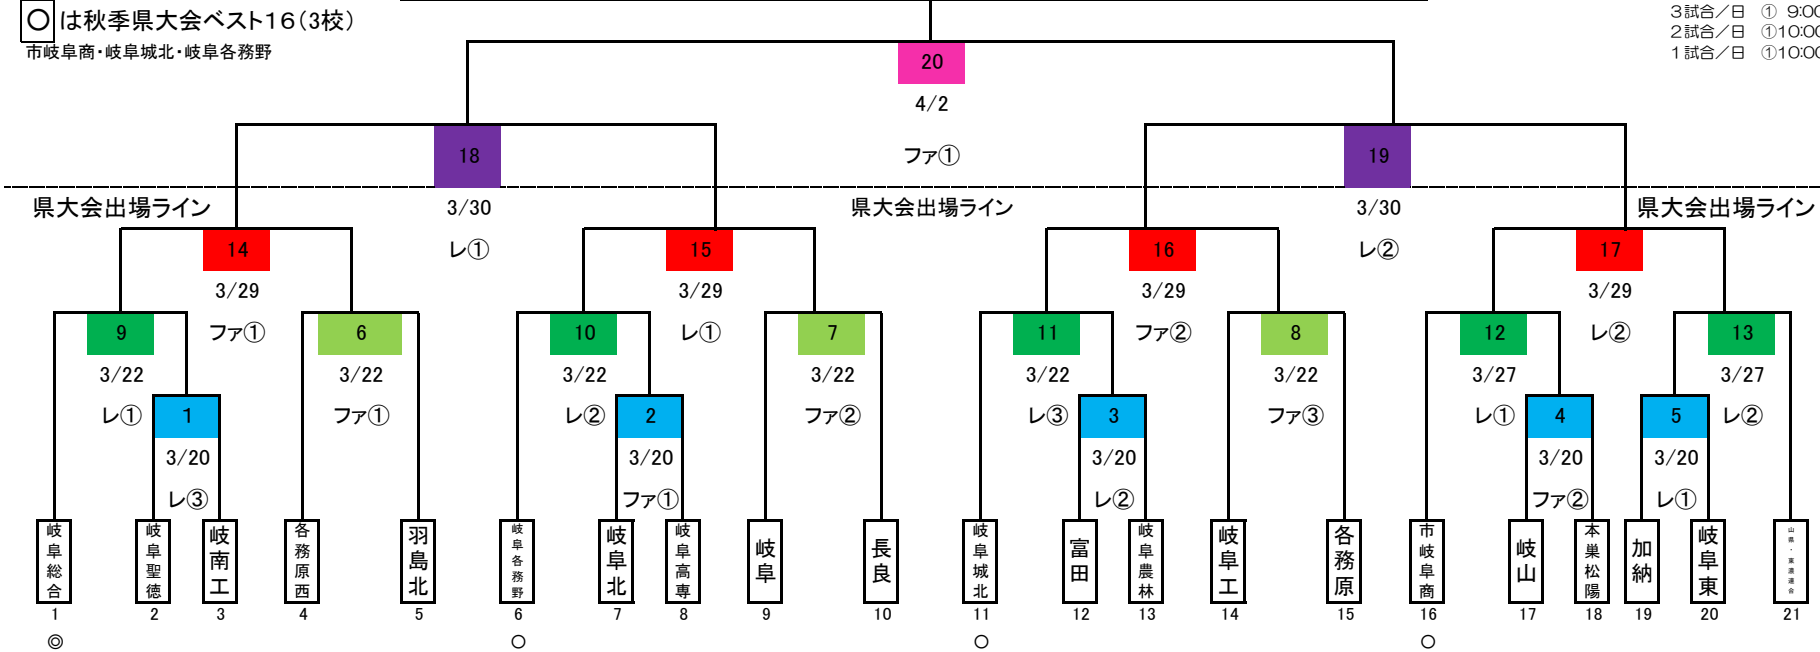 ○は秋季県大会ベスト16(3校)
市岐阜商・岐阜城北・岐阜各務野
3試合/日 ① 9:00
2試合/日 ①10:00
1試合/日 ①10:00
20
4/2
ファ①
18
19
県大会出場ライン 3/30 県大会出場ライン 3/30 県大会出場ライン
レ① レ②
14 15 16 17
3/29 3/29 3/29 3/29
ファ① レ① ファ② レ②
9 6 10 7 11 8 12 13
3/22 3/22 3/22 3/22 3/22 3/22 3/27 3/27
レ① ファ① レ② ファ② レ③ ファ③ レ① レ②
1 2 3 4 5
3/20 3/20 3/20 3/20 3/20
レ③ ファ① レ② ファ② レ①
岐阜総合
岐阜聖徳
岐南工
各務原西
羽島北
岐阜各務野
岐阜北
岐阜高専
岐阜
長良
岐阜城北
富田
岐阜農林
岐阜工
各務原
市岐阜商
岐山
本巣松陽
加納
岐阜東
山県・東濃連合
1 2 3 4 5 6 7 8 9 10 11 12 13 14 15 16 17 18 19 20 21
◎ ○ ○ ○